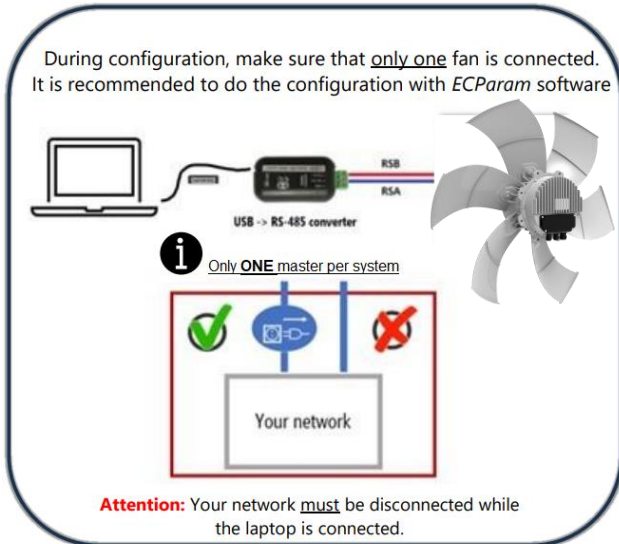 During configuration, make sure that only one fan is connected.
It is recommended to do the configuration with ECParam software
RSB
RSA
USB -> RS-485 converter
Only ONE master per system
Your network
Attention: Your network must be disconnected while
the laptop is connected.